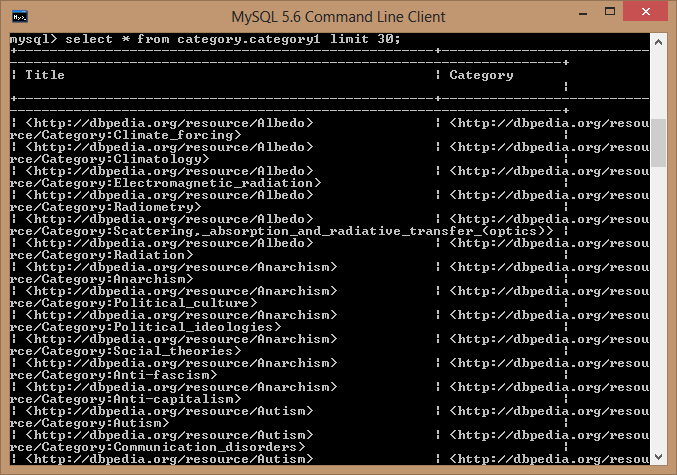 MySQL 5.6 Command Line Client
mysql> select * from category.category1 limit 30;
+--------------------------------------------------+--------------------------
-----------------------------------------------------------------+
| Title | Category
|
+--------------------------------------------------+--------------------------
-----------------------------------------------------------------+
| <http://dbpedia.org/resource/Albedo> | <http://dbpedia.org/resou
rce/Category:Climate_forcing> |
| <http://dbpedia.org/resource/Albedo> | <http://dbpedia.org/resou
rce/Category:Climatology> |
| <http://dbpedia.org/resource/Albedo> | <http://dbpedia.org/resou
rce/Category:Electromagnetic_radiation> |
| <http://dbpedia.org/resource/Albedo> | <http://dbpedia.org/resou
rce/Category:Radiometry> |
| <http://dbpedia.org/resource/Albedo> | <http://dbpedia.org/resou
rce/Category:Scattering,_absorption_and_radiative_transfer_(optics)> |
| <http://dbpedia.org/resource/Albedo> | <http://dbpedia.org/resou
rce/Category:Radiation> |
| <http://dbpedia.org/resource/Anarchism> | <http://dbpedia.org/resou
rce/Category:Anarchism> |
| <http://dbpedia.org/resource/Anarchism> | <http://dbpedia.org/resou
rce/Category:Political_culture> |
| <http://dbpedia.org/resource/Anarchism> | <http://dbpedia.org/resou
rce/Category:Political_ideologies> |
| <http://dbpedia.org/resource/Anarchism> | <http://dbpedia.org/resou
rce/Category:Social_theories> |
| <http://dbpedia.org/resource/Anarchism> | <http://dbpedia.org/resou
rce/Category:Anti-fascism> |
| <http://dbpedia.org/resource/Anarchism> | <http://dbpedia.org/resou
rce/Category:Anti-capitalism> |
| <http://dbpedia.org/resource/Autism> | <http://dbpedia.org/resou
rce/Category:Autism> |
| <http://dbpedia.org/resource/Autism> | <http://dbpedia.org/resou
rce/Category:Communication_disorders> |
| <http://dbpedia.org/resource/Autism> | <http://dbpedia.org/resou